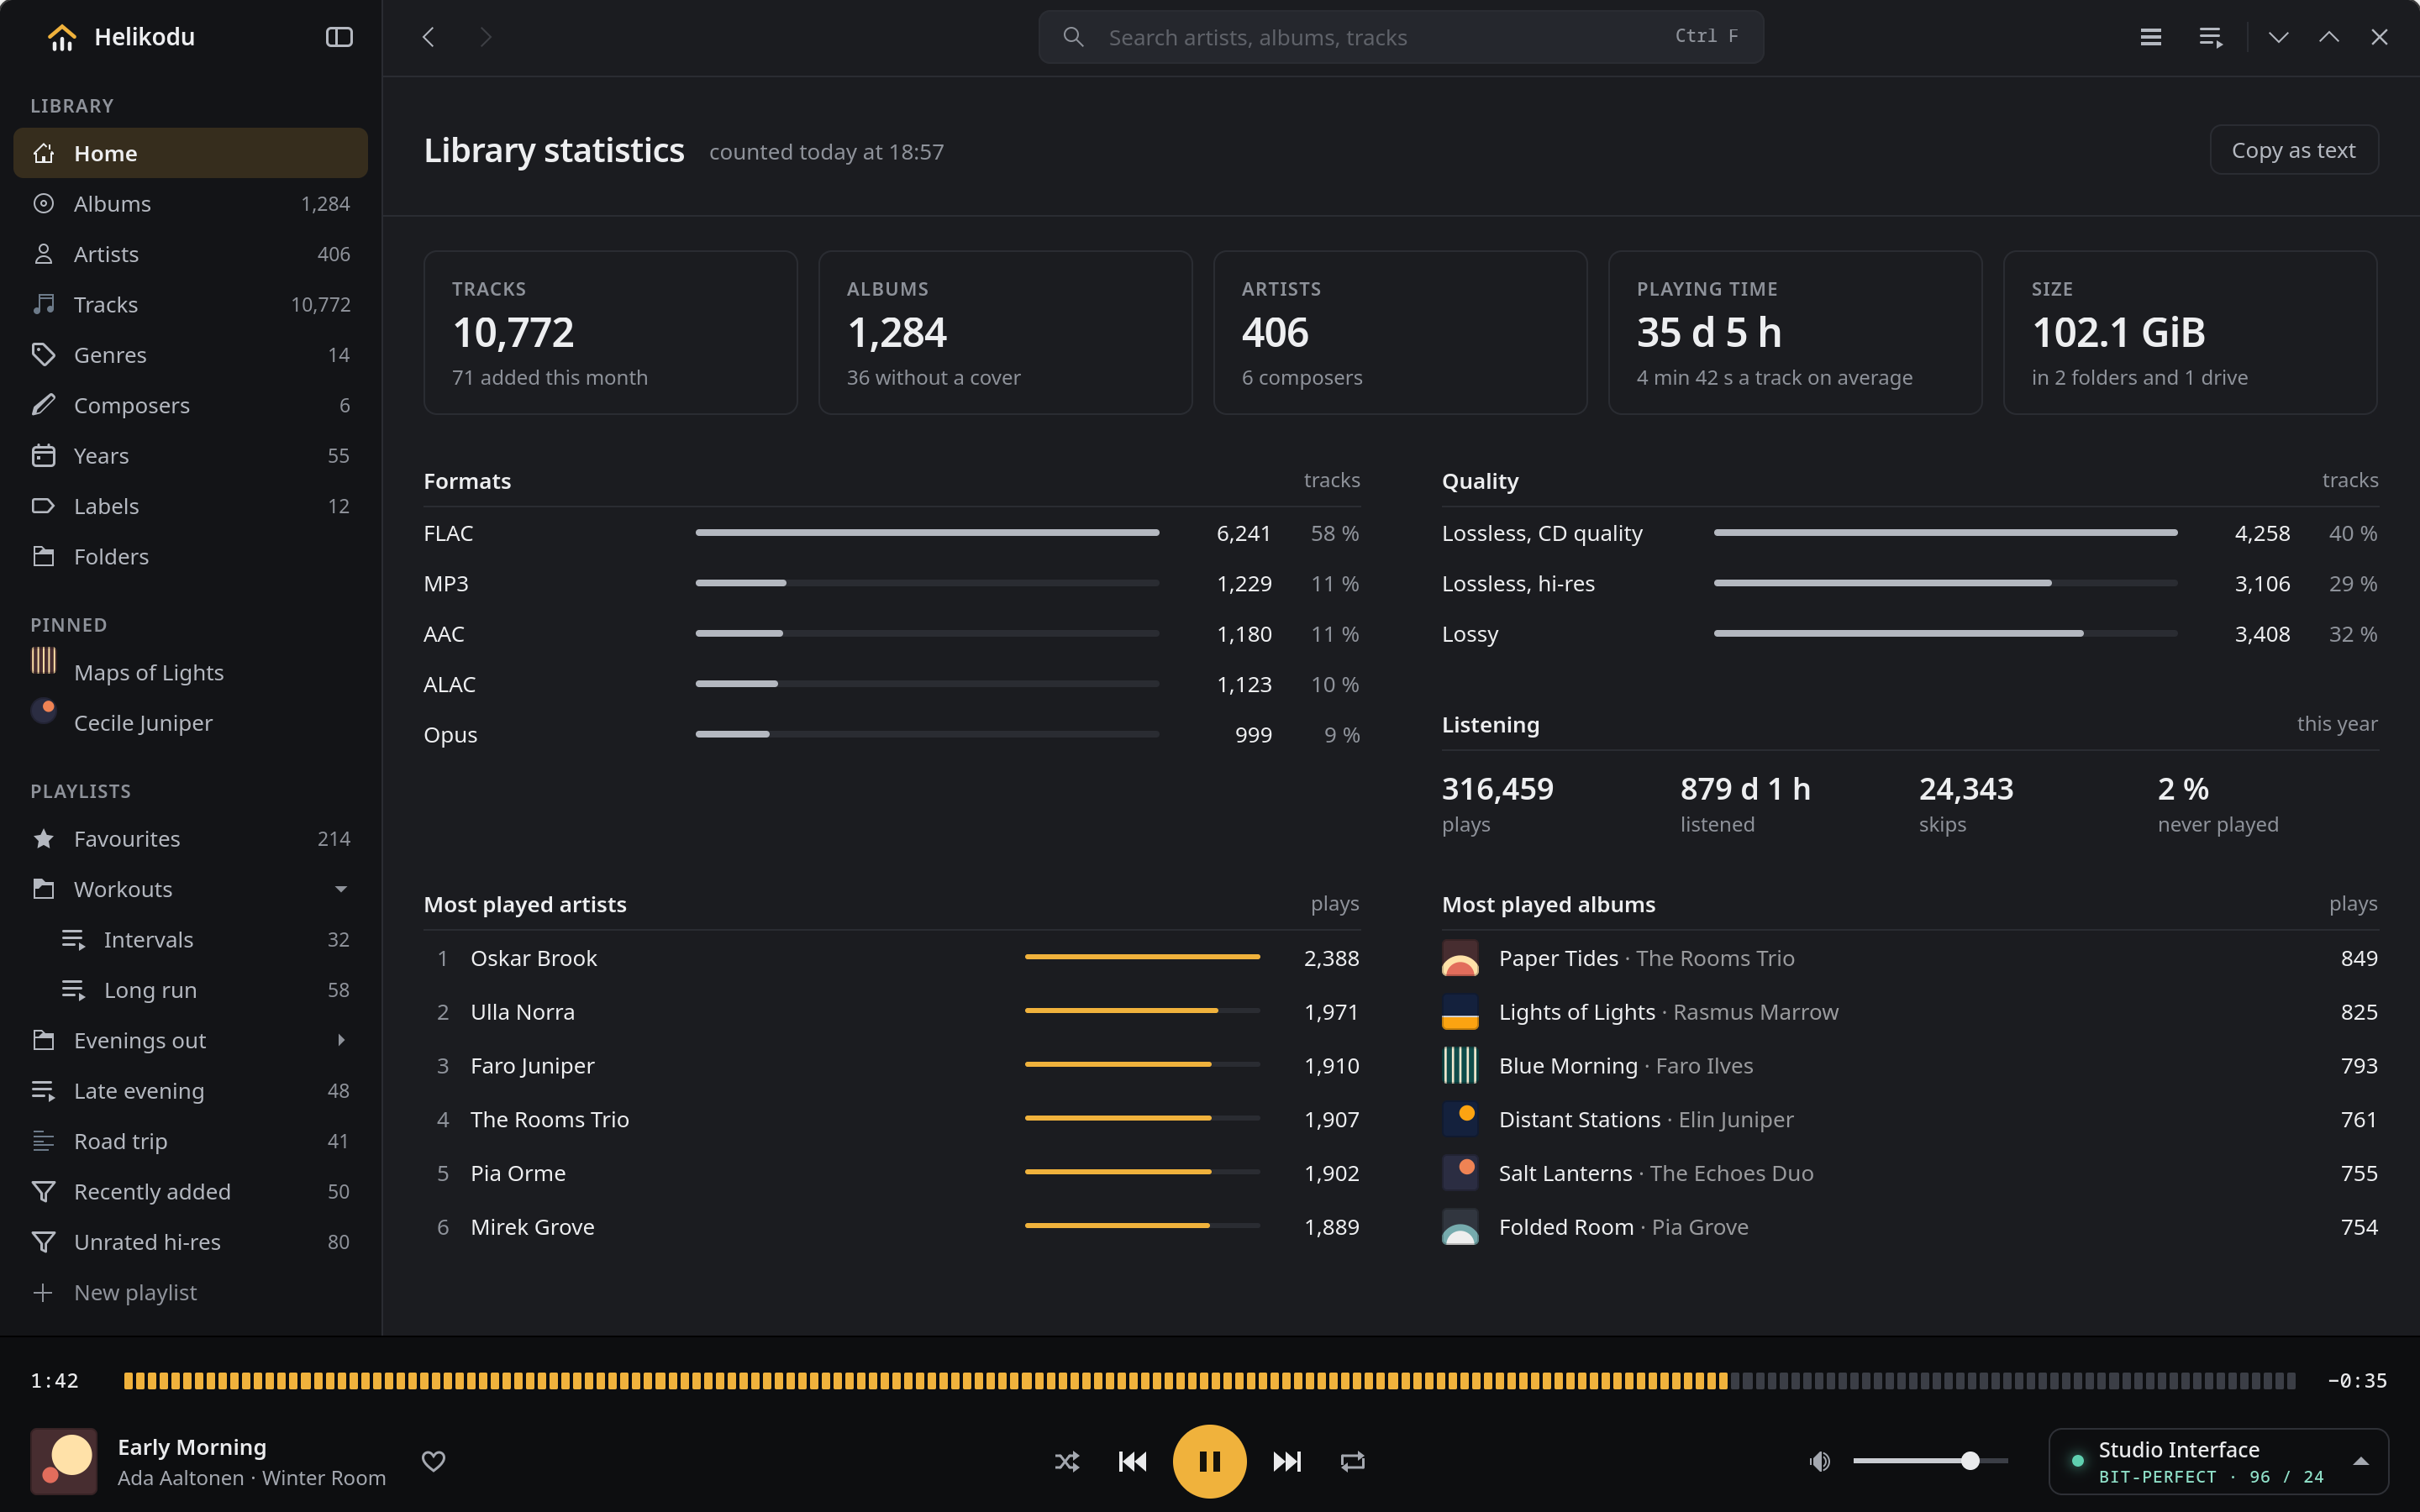 Helikodu
Search artists, albums, tracks
Ctrl F
LIBRARY
Home
Albums 1,284
Artists 406
Tracks 10,772
Genres 14
Composers 6
Years 55
Labels 12
Folders
PINNED
Maps of Lights
Cecile Juniper
PLAYLISTS
Favourites 214
Workouts
Intervals 32
Long run 58
Evenings out
Late evening 48
Road trip 41
Recently added 50
Unrated hi-res 80
New playlist
Library statistics counted today at 18:57
Copy as text
TRACKS
10,772
71 added this month
ALBUMS
1,284
36 without a cover
ARTISTS
406
6 composers
PLAYING TIME
35 d 5 h
4 min 42 s a track on average
SIZE
102.1 GiB
in 2 folders and 1 drive
Formats tracks
FLAC 6,241 58 %
MP3 1,229 11 %
AAC 1,180 11 %
ALAC 1,123 10 %
Opus 999 9 %
Quality tracks
Lossless, CD quality 4,258 40 %
Lossless, hi-res 3,106 29 %
Lossy 3,408 32 %
Listening this year
316,459 879 d 1 h 24,343 2 %
plays listened skips never played
Most played artists plays
1 Oskar Brook 2,388
2 Ulla Norra 1,971
3 Faro Juniper 1,910
4 The Rooms Trio 1,907
5 Pia Orme 1,902
6 Mirek Grove 1,889
Most played albums plays
Paper Tides · The Rooms Trio 849
Lights of Lights · Rasmus Marrow 825
Blue Morning · Faro Ilves 793
Distant Stations · Elin Juniper 761
Salt Lanterns · The Echoes Duo 755
Folded Room · Pia Grove 754
1:42 −0:35
Early Morning
Ada Aaltonen · Winter Room
Studio Interface
BIT-PERFECT · 96 / 24